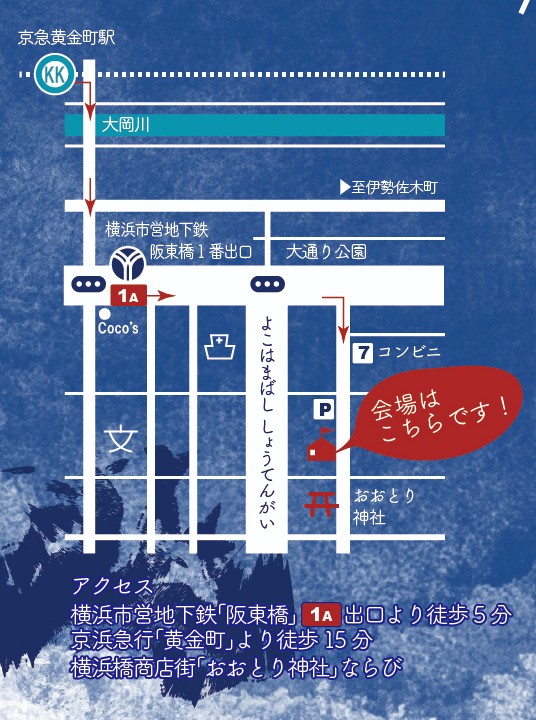 京急黄金町駅
KK
大岡川
▶至伊勢佐木町
横浜市営地下鉄
阪東橋1番出口
大通り公園
1A
Coco's
よこはまばし しょうてんがい
7 コンビニ
会場は
こちらです!
P
文
おおとり
神社
アクセス
横浜市営地下鉄「阪東橋」1A出口より徒歩5分
京浜急行「黄金町」より徒歩15分
横浜橋商店街「おおとり神社」ならび